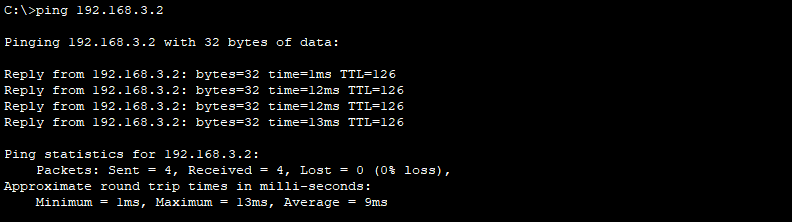 C:\>ping 192.168.3.2
Pinging 192.168.3.2 with 32 bytes of data:
Reply from 192.168.3.2: bytes=32 time=1ms TTL=126
Reply from 192.168.3.2: bytes=32 time=12ms TTL=126
Reply from 192.168.3.2: bytes=32 time=12ms TTL=126
Reply from 192.168.3.2: bytes=32 time=13ms TTL=126
Ping statistics for 192.168.3.2:
    Packets: Sent = 4, Received = 4, Lost = 0 (0% loss),
Approximate round trip times in milli-seconds:
    Minimum = 1ms, Maximum = 13ms, Average = 9ms